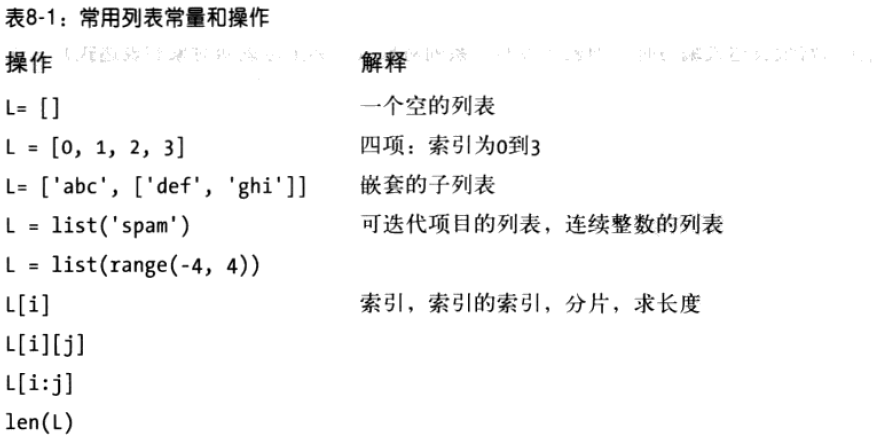 表8-1：常用列表常量和操作
操作 解释
L= [] 一个空的列表
L = [0, 1, 2, 3] 四项：索引为0到3
L= ['abc', ['def', 'ghi']] 嵌套的子列表
L = list('spam') 可迭代项目的列表，连续整数的列表
L = list(range(-4, 4))
L[i] 索引，索引的索引，分片，求长度
L[i][j]
L[i:j]
len(L)